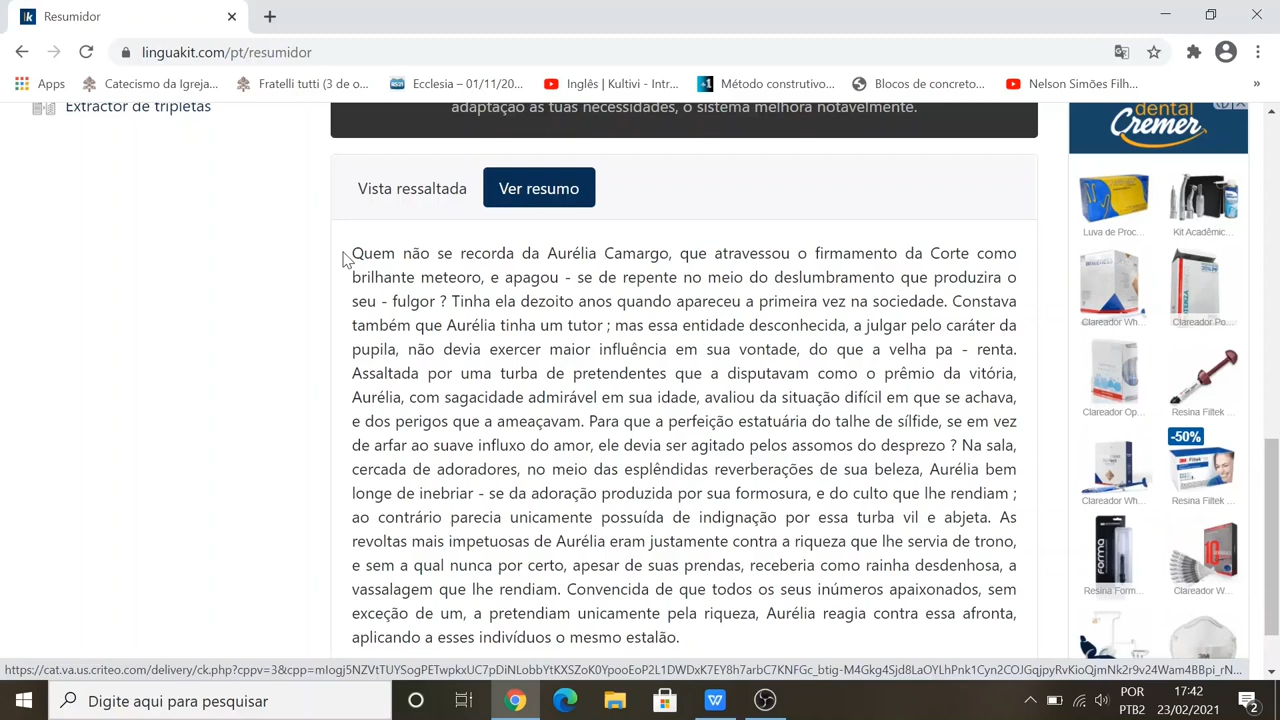 Resumidor
linguakit.com/pt/resumidor
Apps Catecismo da Igreja... Fratelli tutti (3 de o... Ecclesia – 01/11/20... Inglês | Kultivi - Intr... Método construtivo... Blocos de concreto... Nelson Simões Filh... »
Extractor de tripletas
adaptação às tuas necessidades, o sistema melhora notavelmente.
Vista ressaltada Ver resumo
Quem não se recorda da Aurélia Camargo, que atravessou o firmamento da Corte como
brilhante meteoro, e apagou - se de repente no meio do deslumbramento que produzira o
seu - fulgor ? Tinha ela dezoito anos quando apareceu a primeira vez na sociedade. Constava
também que Aurélia tinha um tutor ; mas essa entidade desconhecida, a julgar pelo caráter da
pupila, não devia exercer maior influência em sua vontade, do que a velha pa - renta.
Assaltada por uma turba de pretendentes que a disputavam como o prêmio da vitória,
Aurélia, com sagacidade admirável em sua idade, avaliou da situação difícil em que se achava,
e dos perigos que a ameaçavam. Para que a perfeição estatuária do talhe de sílfide, se em vez
de arfar ao suave influxo do amor, ele devia ser agitado pelos assomos do desprezo ? Na sala,
cercada de adoradores, no meio das esplêndidas reverberações de sua beleza, Aurélia bem
longe de inebriar - se da adoração produzida por sua formosura, e do culto que lhe rendiam ;
ao contrário parecia unicamente possuída de indignação por essa turba vil e abjeta. As
revoltas mais impetuosas de Aurélia eram justamente contra a riqueza que lhe servia de trono,
e sem a qual nunca por certo, apesar de suas prendas, receberia como rainha desdenhosa, a
vassalagem que lhe rendiam. Convencida de que todos os seus inúmeros apaixonados, sem
exceção de um, a pretendiam unicamente pela riqueza, Aurélia reagia contra essa afronta,
aplicando a esses indivíduos o mesmo estalão.
dental
Cremer
Luva de Proc... Kit Acadêmic...
Clareador Wh... Clareador Po...
Clareador Op... Resina Filtek ...
-50%
Clareador Wh... Resina Filtek ...
Resina Form... Clareador W...
https://cat.va.us.criteo.com/delivery/ck.php?cppv=3&cpp=
Digite aqui para pesquisar
POR
PTB2
17:42
23/02/2021
2